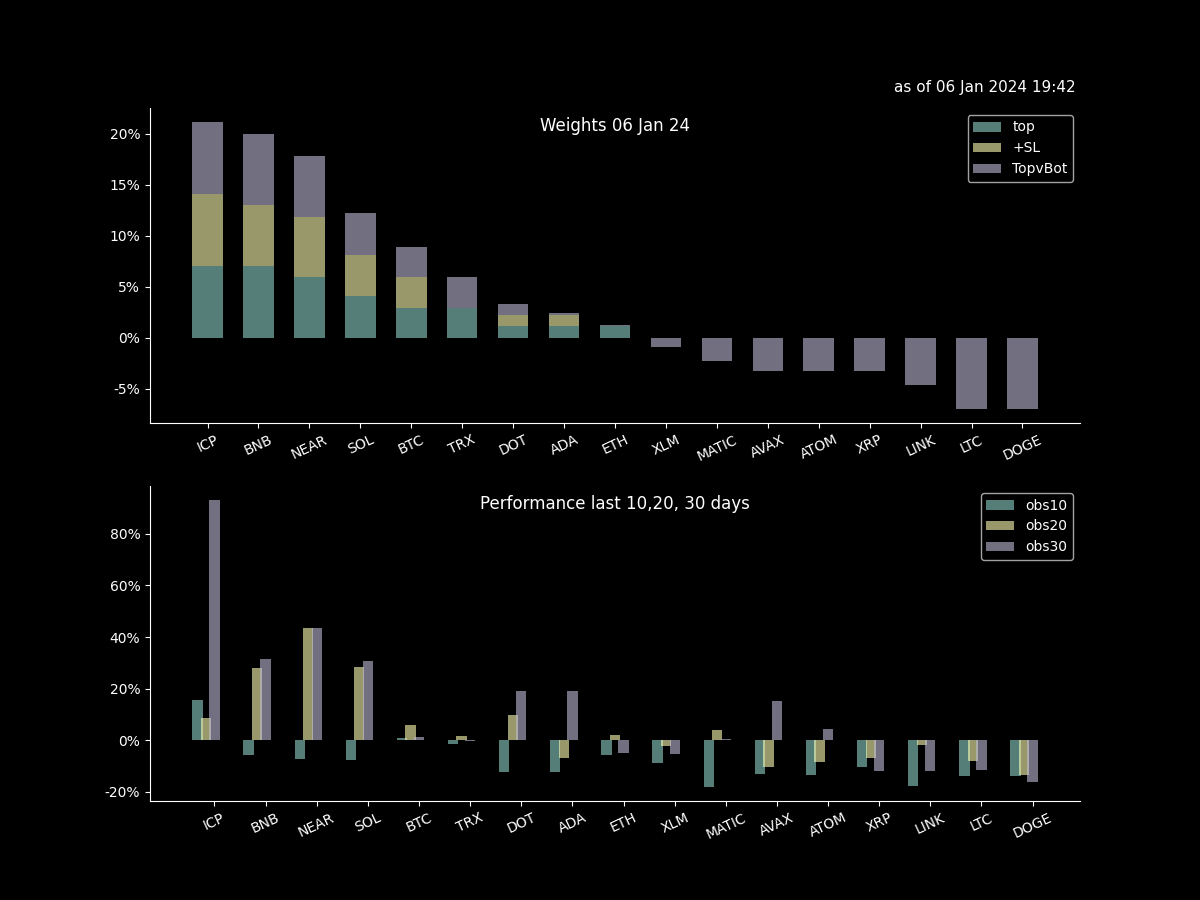 as of 06 Jan 2024 19:42
Weights 06 Jan 24
top
+SL
TopvBot
20%
15%
10%
5%
0%
-5%
ICP BNB NEAR SOL BTC TRX DOT ADA ETH XLM MATIC AVAX ATOM XRP LINK LTC DOGE
Performance last 10,20, 30 days
obs10
obs20
obs30
80%
60%
40%
20%
0%
-20%
ICP BNB NEAR SOL BTC TRX DOT ADA ETH XLM MATIC AVAX ATOM XRP LINK LTC DOGE